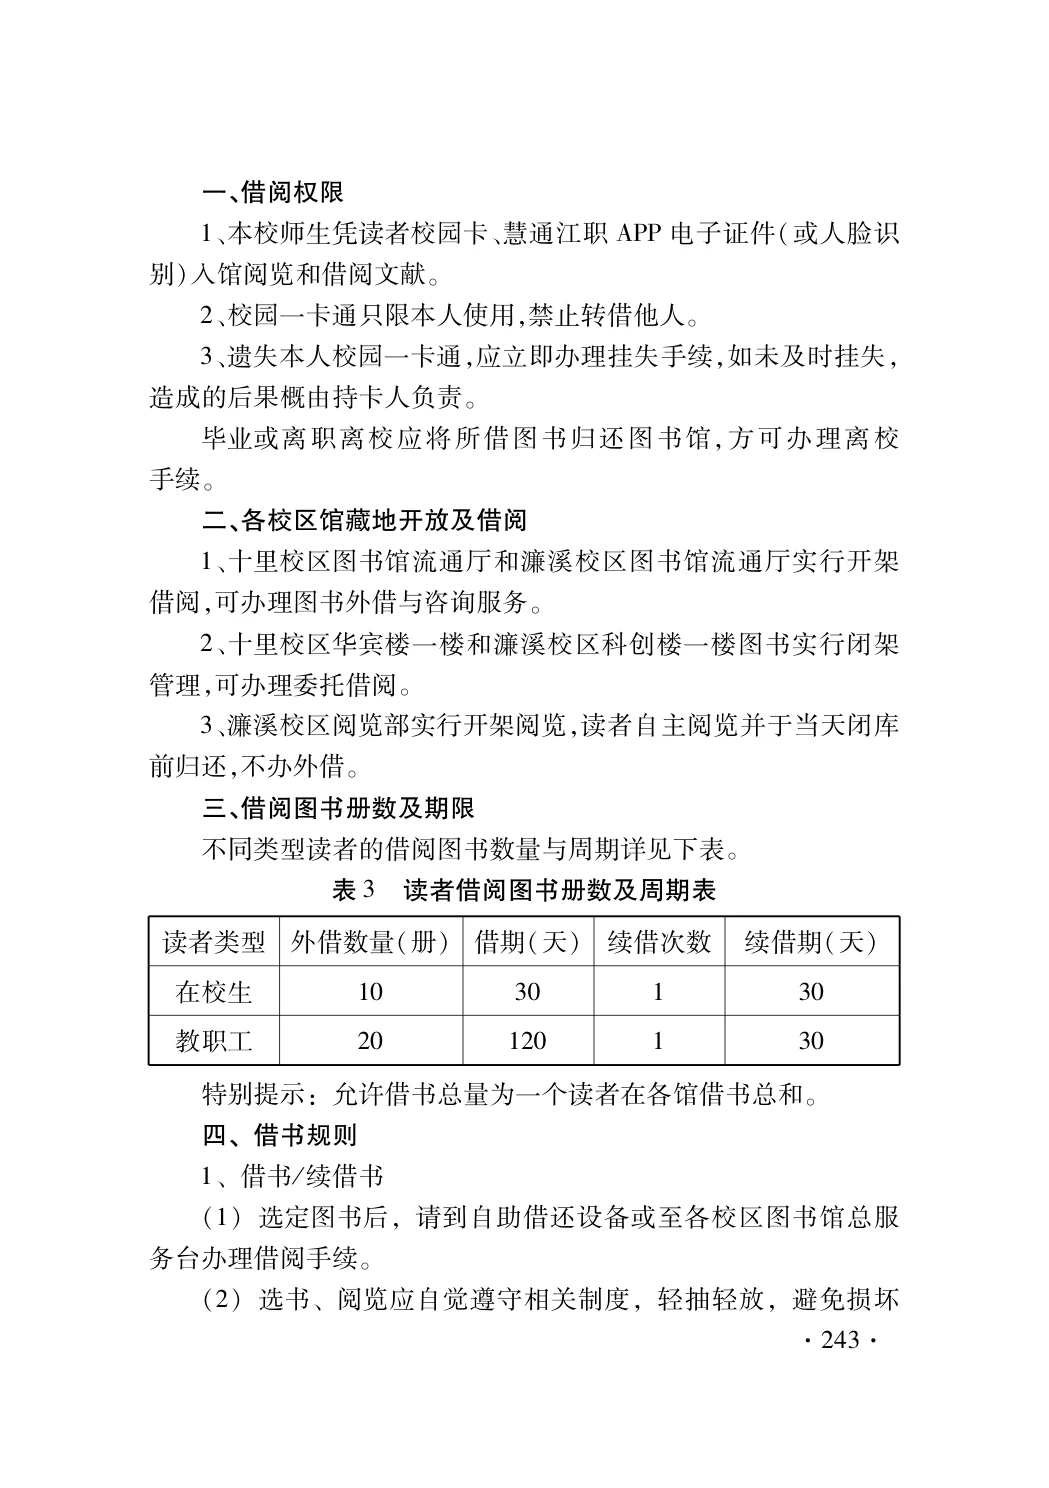 一、借阅权限
1、本校师生凭读者校园卡、慧通江职 APP 电子证件(或人脸识
别)入馆阅览和借阅文献。
2、校园一卡通只限本人使用,禁止转借他人。
3、遗失本人校园一卡通,应立即办理挂失手续,如未及时挂失,
造成的后果概由持卡人负责。
毕业或离职离校应将所借图书归还图书馆,方可办理离校
手续。
二、各校区馆藏地开放及借阅
1、十里校区图书馆流通厅和濂溪校区图书馆流通厅实行开架
借阅,可办理图书外借与咨询服务。
2、十里校区华宾楼一楼和濂溪校区科创楼一楼图书实行闭架
管理,可办理委托借阅。
3、濂溪校区阅览部实行开架阅览,读者自主阅览并于当天闭库
前归还,不办外借。
三、借阅图书册数及期限
不同类型读者的借阅图书数量与周期详见下表。
表 3 读者借阅图书册数及周期表
读者类型 外借数量(册) 借期(天) 续借次数 续借期(天)
在校生 10 30 1 30
教职工 20 120 1 30
特别提示：允许借书总量为一个读者在各馆借书总和。
四、借书规则
1、借书/续借书
(1) 选定图书后，请到自助借还设备或至各校区图书馆总服
务台办理借阅手续。
(2) 选书、阅览应自觉遵守相关制度，轻抽轻放，避免损坏
· 243 ·